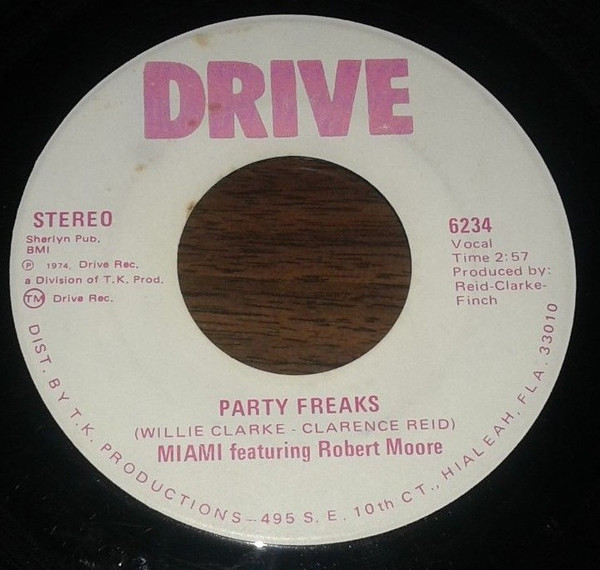 DRIVE
STEREO
Sherlyn Pub.
BMI
Ⓟ 1974, Drive Rec.
a Division of T.K. Prod.
TM Drive Rec.
6234
Vocal
Time 2:57
Produced by:
Reid-Clarke-
Finch
PARTY FREAKS
(WILLIE CLARKE - CLARENCE REID)
MIAMI featuring Robert Moore
DIST. BY T.K. PRODUCTIONS—495 S. E. 10th CT., HIALEAH, FLA. 33010